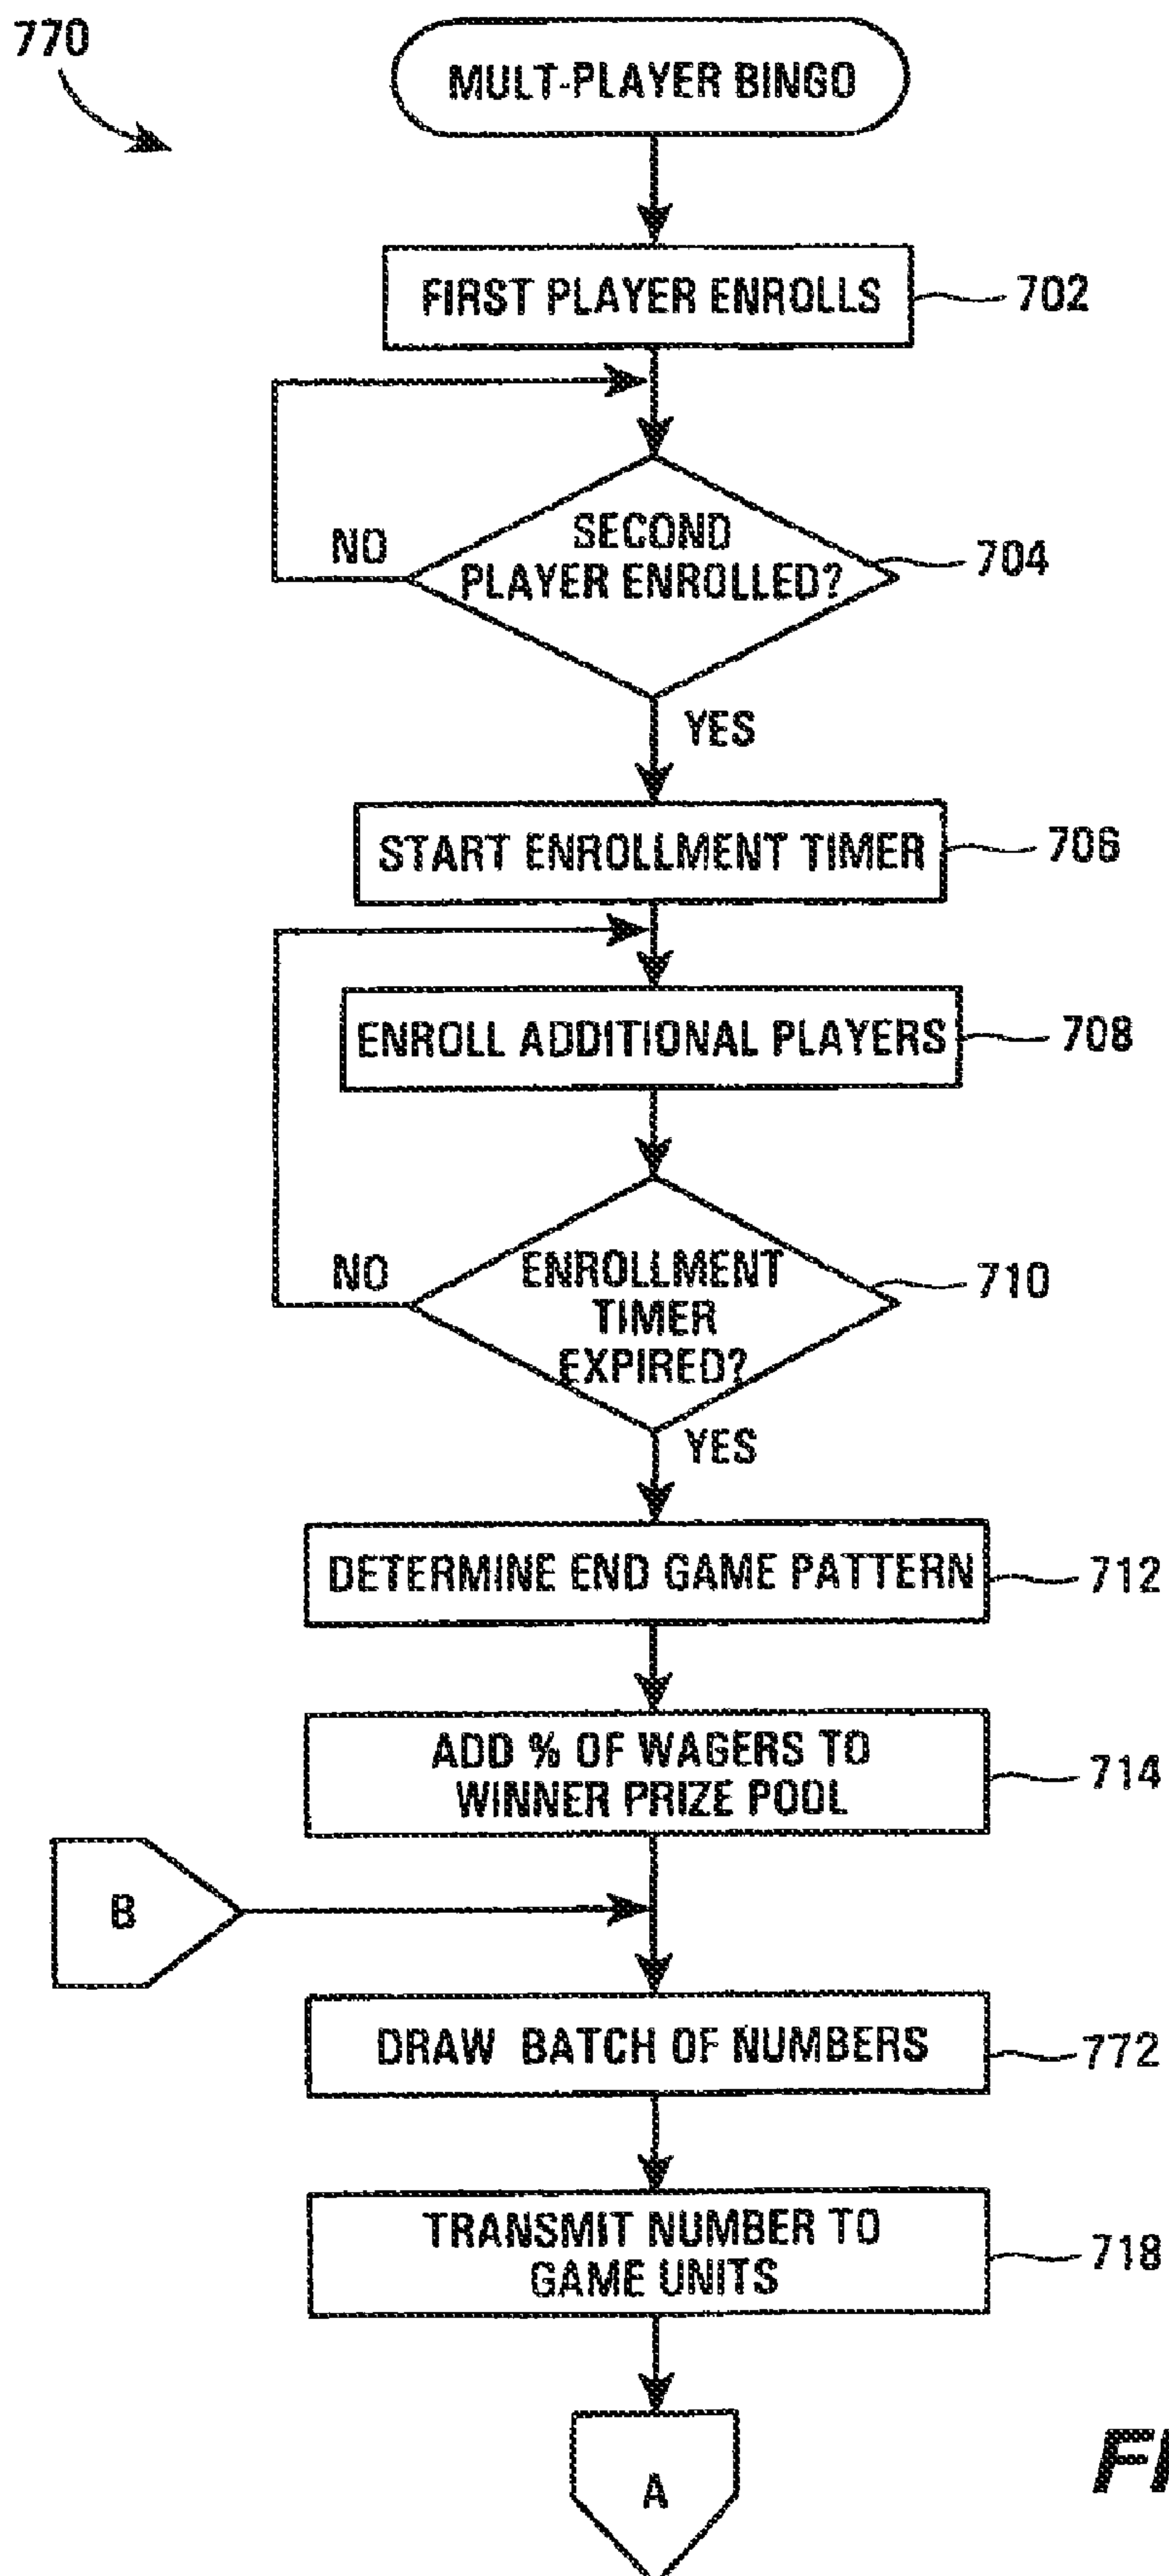 770
MULT-PLAYER BINGO
FIRST PLAYER ENROLLS
702
NO
SECOND
PLAYER ENROLLED?
704
YES
START ENROLLMENT TIMER
706
ENROLL ADDITIONAL PLAYERS
708
NO
ENROLLMENT
TIMER
EXPIRED?
710
YES
DETERMINE END GAME PATTERN
712
ADD % OF WAGERS TO
WINNER PRIZE POOL
714
B
DRAW BATCH OF NUMBERS
772
TRANSMIT NUMBER TO
GAME UNITS
718
A